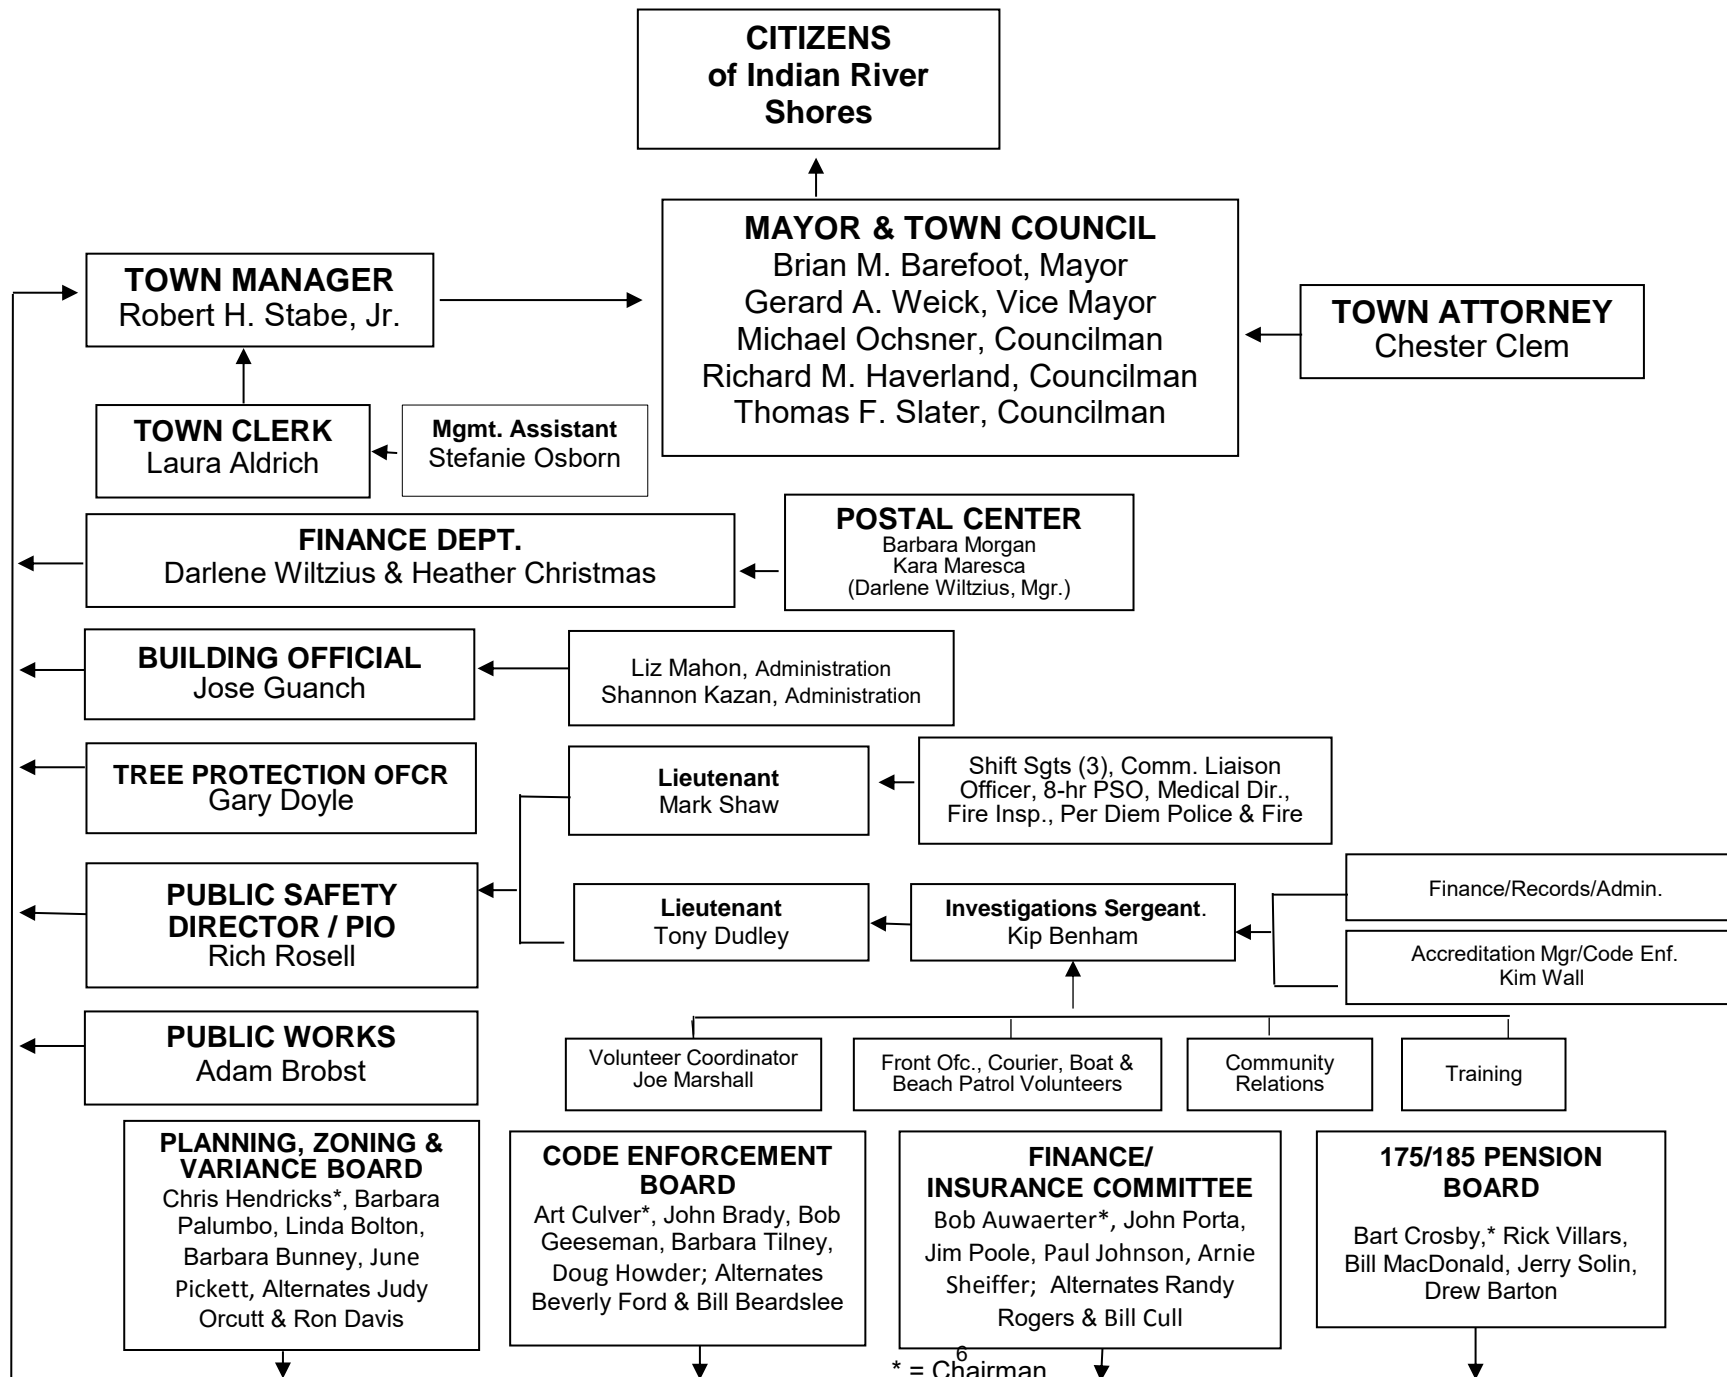 CITIZENS
of Indian River
Shores
MAYOR & TOWN COUNCIL
Brian M. Barefoot, Mayor
Gerard A. Weick, Vice Mayor
Michael Ochsner, Councilman
Richard M. Haverland, Councilman
Thomas F. Slater, Councilman
TOWN MANAGER
Robert H. Stabe, Jr.
TOWN ATTORNEY
Chester Clem
TOWN CLERK
Laura Aldrich
Mgmt. Assistant
Stefanie Osborn
FINANCE DEPT.
Darlene Wiltzius & Heather Christmas
POSTAL CENTER
Barbara Morgan
Kara Maresca
(Darlene Wiltzius, Mgr.)
BUILDING OFFICIAL
Jose Guanch
Liz Mahon, Administration
Shannon Kazan, Administration
TREE PROTECTION OFCR
Gary Doyle
Lieutenant
Mark Shaw
Shift Sgts (3), Comm. Liaison
Officer, 8-hr PSO, Medical Dir.,
Fire Insp., Per Diem Police & Fire
PUBLIC SAFETY
DIRECTOR / PIO
Rich Rosell
Lieutenant
Tony Dudley
Investigations Sergeant.
Kip Benham
Finance/Records/Admin.
Accreditation Mgr/Code Enf.
Kim Wall
PUBLIC WORKS
Adam Brobst
Volunteer Coordinator
Joe Marshall
Front Ofc., Courier, Boat &
Beach Patrol Volunteers
Community
Relations
Training
PLANNING, ZONING &
VARIANCE BOARD
Chris Hendricks*, Barbara
Palumbo, Linda Bolton,
Barbara Bunney, June
Pickett, Alternates Judy
Orcutt & Ron Davis
CODE ENFORCEMENT
BOARD
Art Culver*, John Brady, Bob
Geeseman, Barbara Tilney,
Doug Howder; Alternates
Beverly Ford & Bill Beardslee
FINANCE/
INSURANCE COMMITTEE
Bob Auwaerter*, John Porta,
Jim Poole, Paul Johnson, Arnie
Sheiffer; Alternates Randy
Rogers & Bill Cull
175/185 PENSION
BOARD
Bart Crosby,* Rick Villars,
Bill MacDonald, Jerry Solin,
Drew Barton
6
* = Chairman